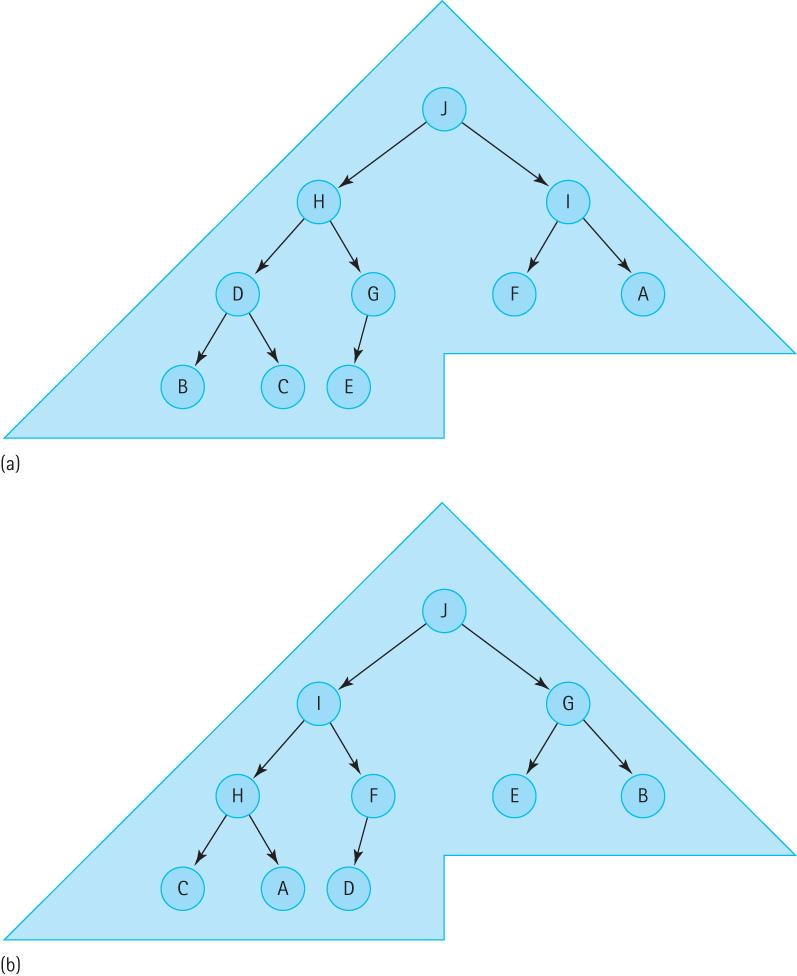 J
H I
D G F A
B C E
(a)
J
I G
H F E B
C A D
(b)